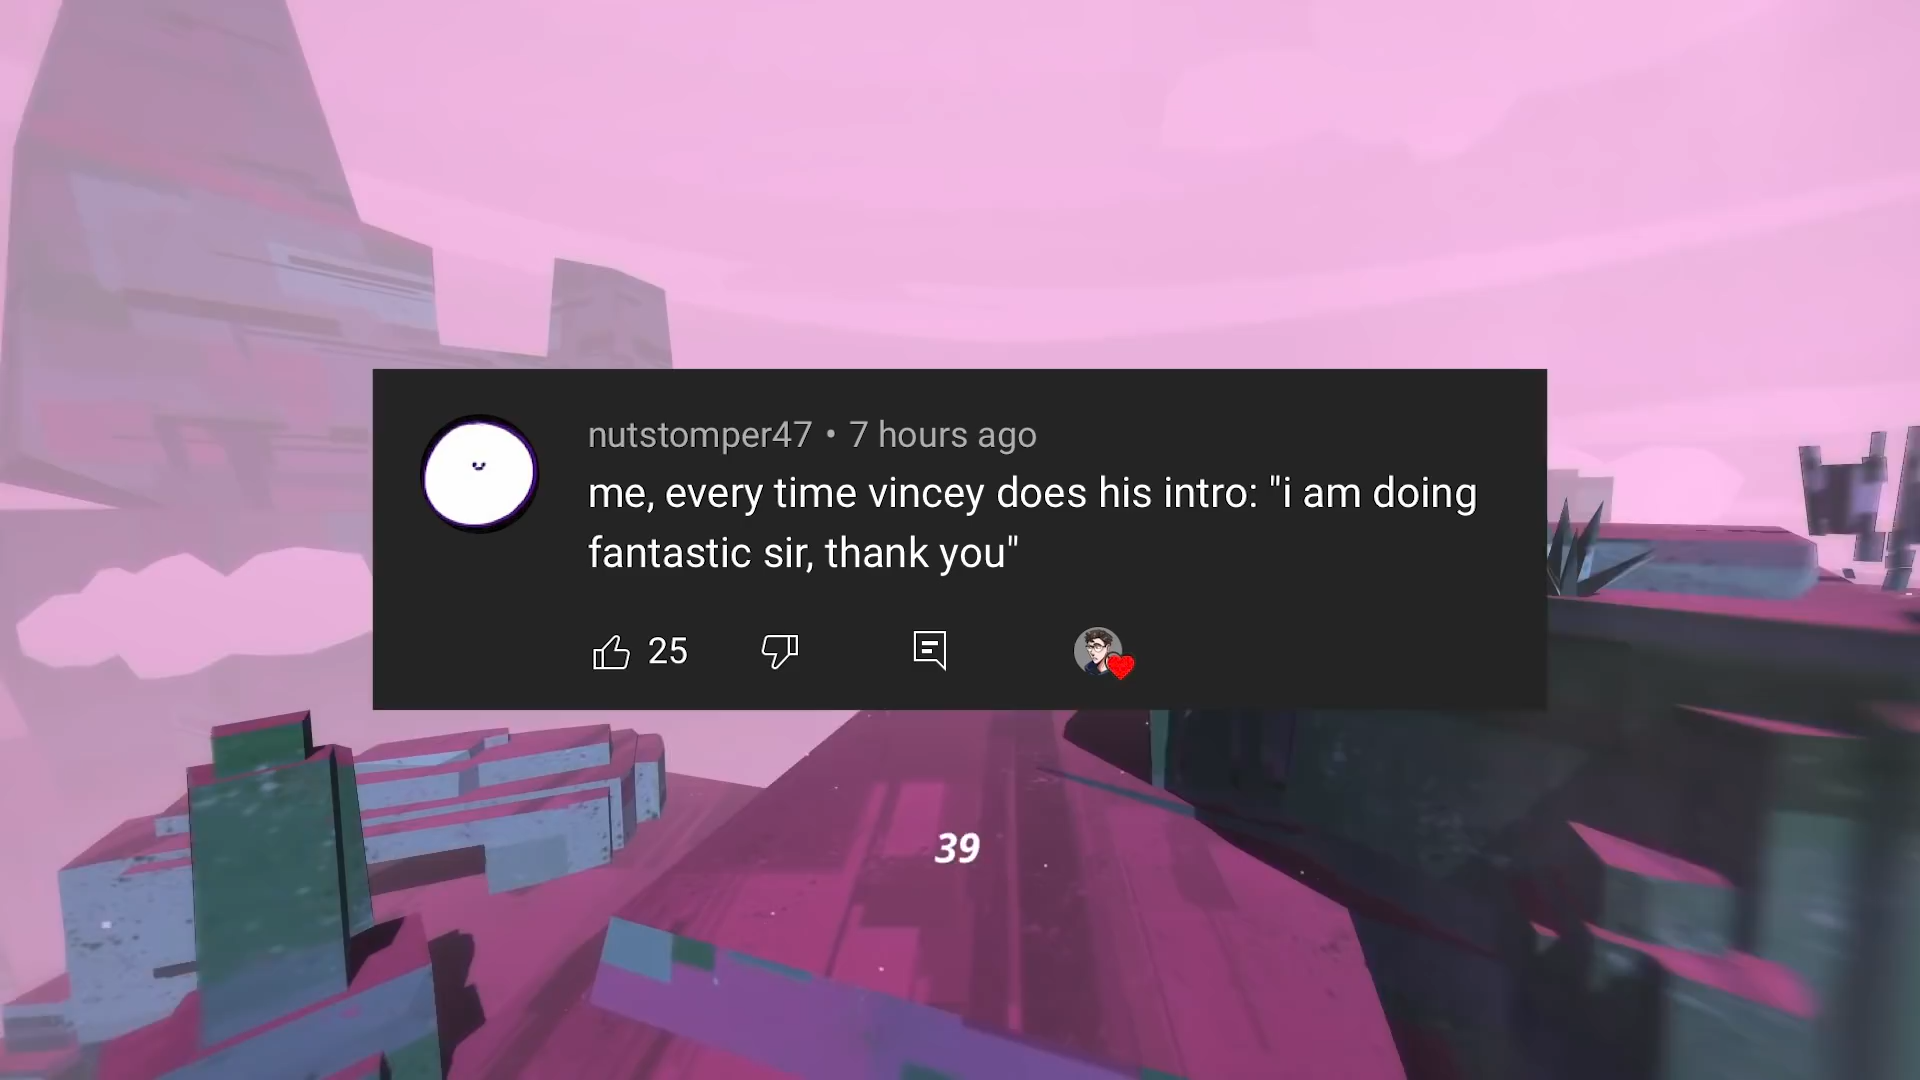 nutstomper47 • 7 hours ago
me, every time vincey does his intro: "i am doing
fantastic sir, thank you"
25
39